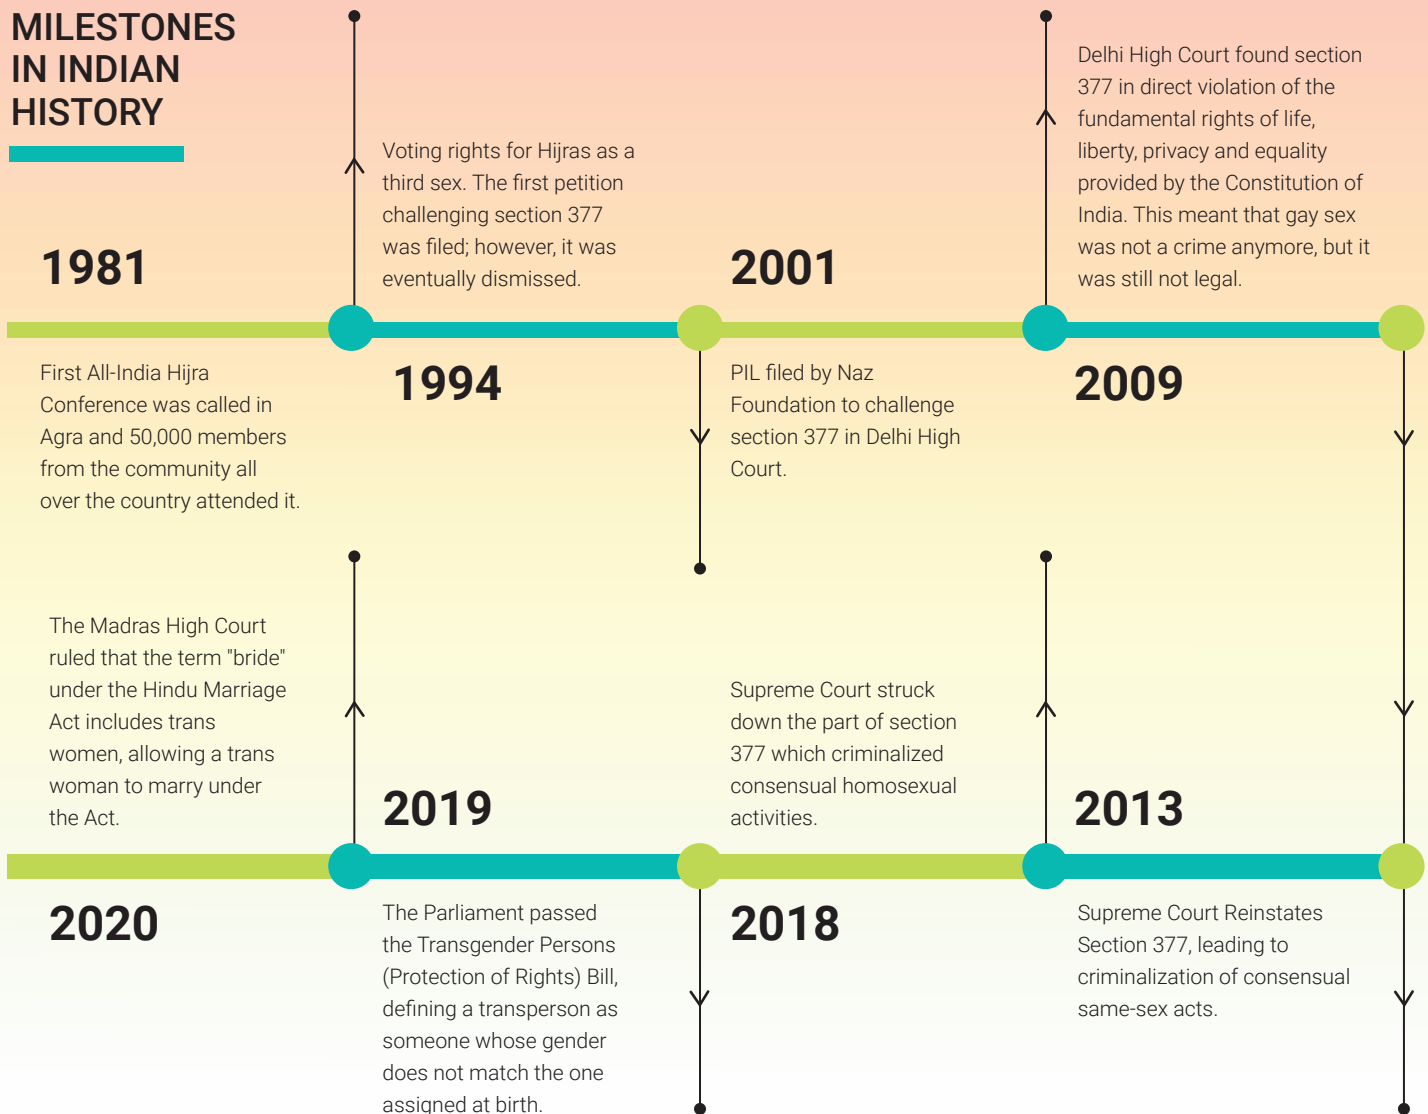 MILESTONES
IN INDIAN
HISTORY
1981
First All-India Hijra
Conference was called in
Agra and 50,000 members
from the community all
over the country attended it.
Voting rights for Hijras as a
third sex. The first petition
challenging section 377
was filed; however, it was
eventually dismissed.
1994
2001
PIL filed by Naz
Foundation to challenge
section 377 in Delhi High
Court.
Delhi High Court found section
377 in direct violation of the
fundamental rights of life,
liberty, privacy and equality
provided by the Constitution of
India. This meant that gay sex
was not a crime anymore, but it
was still not legal.
2009
2013
Supreme Court Reinstates
Section 377, leading to
criminalization of consensual
same-sex acts.
Supreme Court struck
down the part of section
377 which criminalized
consensual homosexual
activities.
2018
2019
The Parliament passed
the Transgender Persons
(Protection of Rights) Bill,
defining a transperson as
someone whose gender
does not match the one
assigned at birth.
The Madras High Court
ruled that the term "bride"
under the Hindu Marriage
Act includes trans
women, allowing a trans
woman to marry under
the Act.
2020